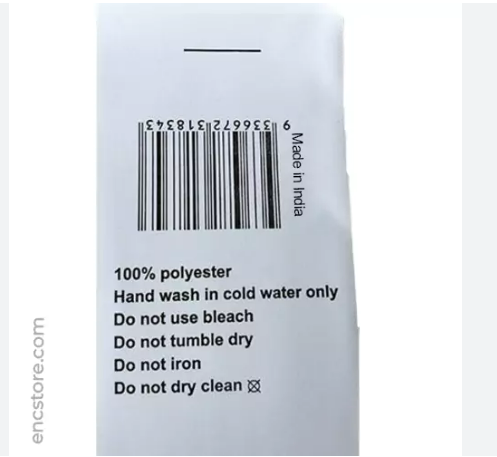 9 336672 318343
Made in India
100% polyester
Hand wash in cold water only
Do not use bleach
Do not tumble dry
Do not iron
Do not dry clean
encstore.com